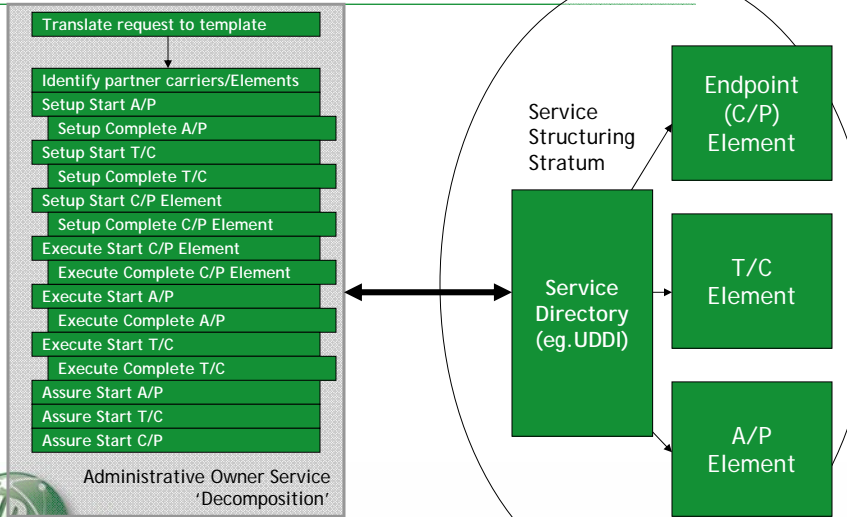 Translate request to template
Identify partner carriers/Elements
Setup Start A/P
Setup Complete A/P
Setup Start T/C
Setup Complete T/C
Setup Start C/P Element
Setup Complete C/P Element
Execute Start C/P Element
Execute Complete C/P Element
Execute Start A/P
Execute Complete A/P
Execute Start T/C
Execute Complete T/C
Assure Start A/P
Assure Start T/C
Assure Start C/P
Administrative Owner Service
‘Decomposition’
Service
Structuring
Stratum
Service
Directory
(eg.UDDI)
Endpoint
(C/P)
Element
T/C
Element
A/P
Element